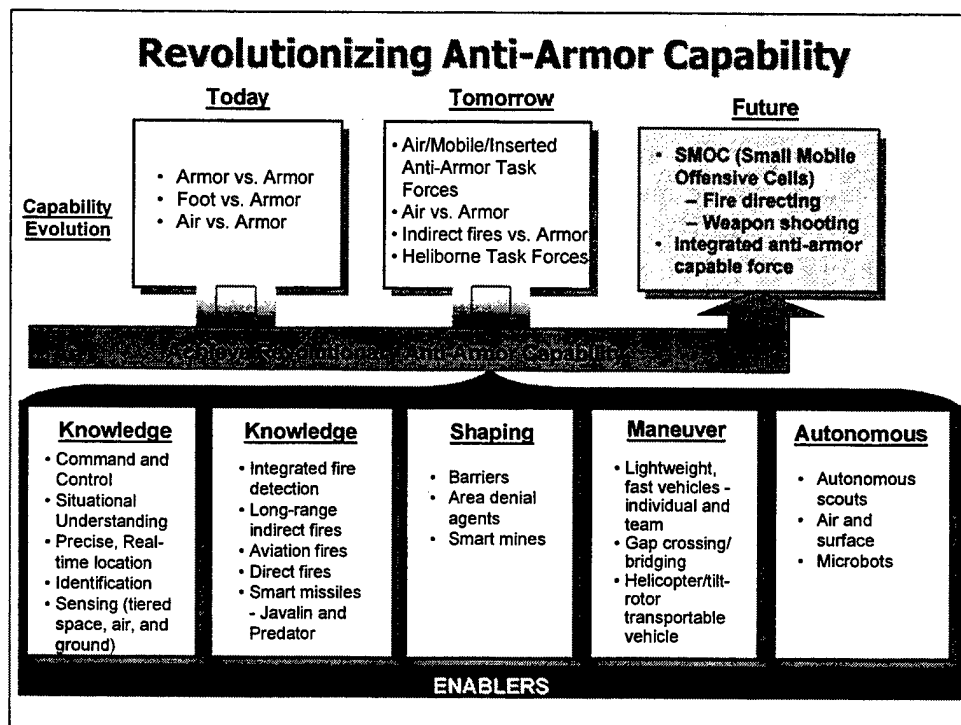 Revolutionizing Anti-Armor Capability
Today
Tomorrow
Future
Capability
Evolution
• Armor vs. Armor
• Foot vs. Armor
• Air vs. Armor
• Air/Mobile/Inserted
Anti-Armor Task
Forces
• Air vs. Armor
• Indirect fires vs. Armor
• Heliborne Task Forces
• SMOC (Small Mobile
Offensive Cells)
– Fire directing
– Weapon shooting
• Integrated anti-armor
capable force
Anti-Armor Capability
Knowledge
• Command and
Control
• Situational
Understanding
• Precise, Real-
time location
• Identification
• Sensing (tiered
space, air, and
ground)
Knowledge
• Integrated fire
detection
• Long-range
indirect fires
• Aviation fires
• Direct fires
• Smart missiles
- Javalin and
Predator
Shaping
• Barriers
• Area denial
agents
• Smart mines
Maneuver
• Lightweight,
fast vehicles -
individual and
team
• Gap crossing/
bridging
• Helicopter/tilt-
rotor
transportable
vehicle
Autonomous
• Autonomous
scouts
• Air and
surface
• Microbots
ENABLERS